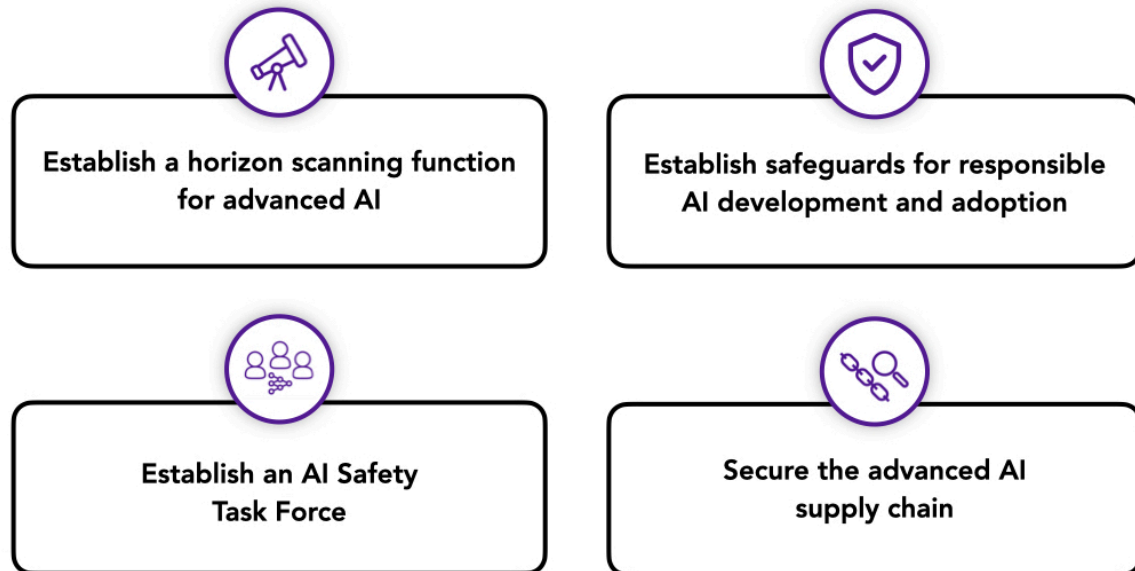 Establish a horizon scanning function
for advanced AI
Establish safeguards for responsible
AI development and adoption
Establish an AI Safety
Task Force
Secure the advanced AI
supply chain